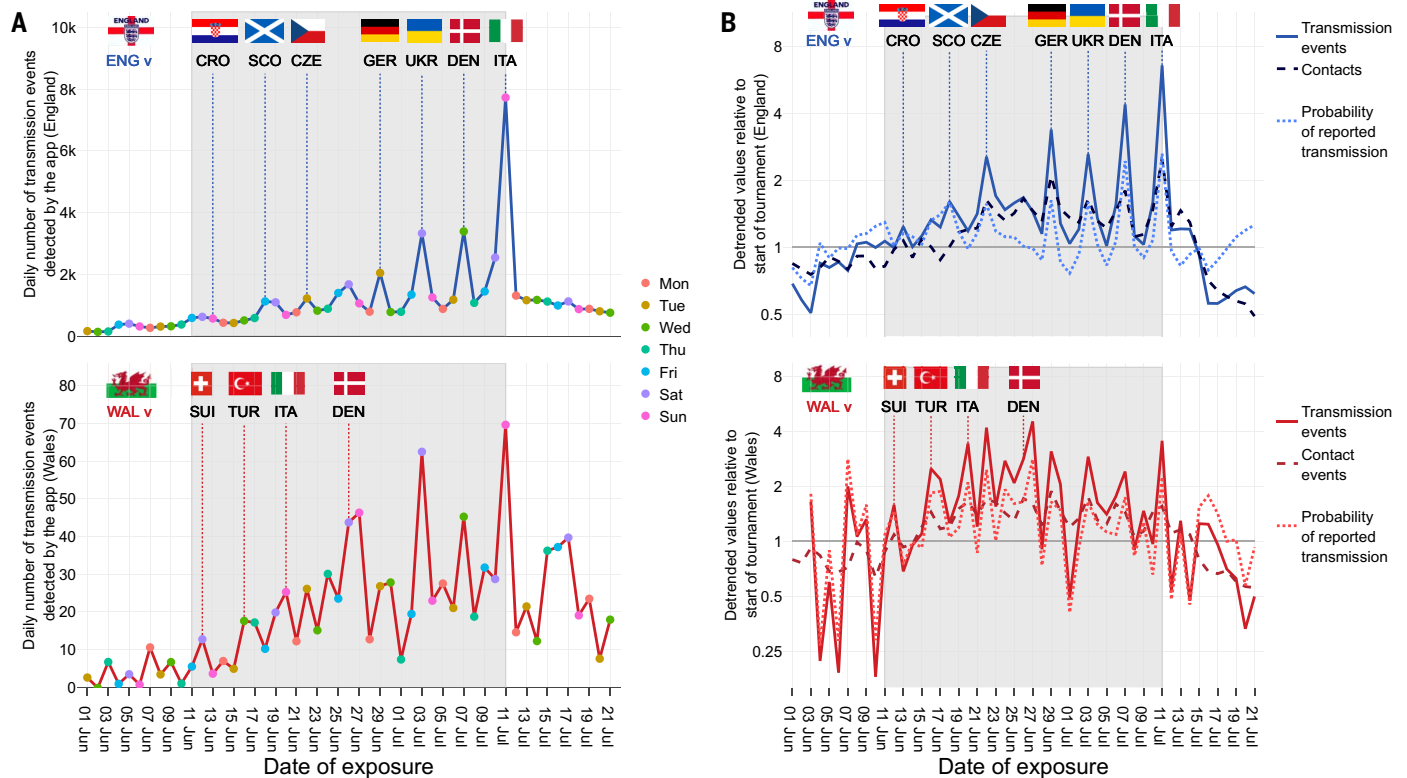 A
Daily number of transmission events
detected by the app (England)
10k
8k
6k
4k
2k
0
ENGLAND
ENG v
CRO
SCO
CZE
GER
UKR
DEN
ITA
Mon
Tue
Wed
Thu
Fri
Sat
Sun
Daily number of transmission events
detected by the app (Wales)
80
70
60
50
40
30
20
10
0
WAL v
SUI
TUR
ITA
DEN
01 Jun
03 Jun
05 Jun
07 Jun
09 Jun
11 Jun
13 Jun
15 Jun
17 Jun
19 Jun
21 Jun
23 Jun
25 Jun
27 Jun
29 Jun
01 Jul
03 Jul
05 Jul
07 Jul
09 Jul
11 Jul
13 Jul
15 Jul
17 Jul
19 Jul
21 Jul
Date of exposure
B
Detrended values relative to
start of tournament (England)
8
4
2
1
0.5
ENGLAND
ENG v
CRO
SCO
CZE
GER
UKR
DEN
ITA
Transmission
events
Contacts
Probability
of reported
transmission
Detrended values relative to
start of tournament (Wales)
8
4
2
1
0.5
0.25
WAL v
SUI
TUR
ITA
DEN
Transmission
events
Contact
events
Probability
of reported
transmission
01 Jun
03 Jun
05 Jun
07 Jun
09 Jun
11 Jun
13 Jun
15 Jun
17 Jun
19 Jun
21 Jun
23 Jun
25 Jun
27 Jun
29 Jun
01 Jul
03 Jul
05 Jul
07 Jul
09 Jul
11 Jul
13 Jul
15 Jul
17 Jul
19 Jul
21 Jul
Date of exposure